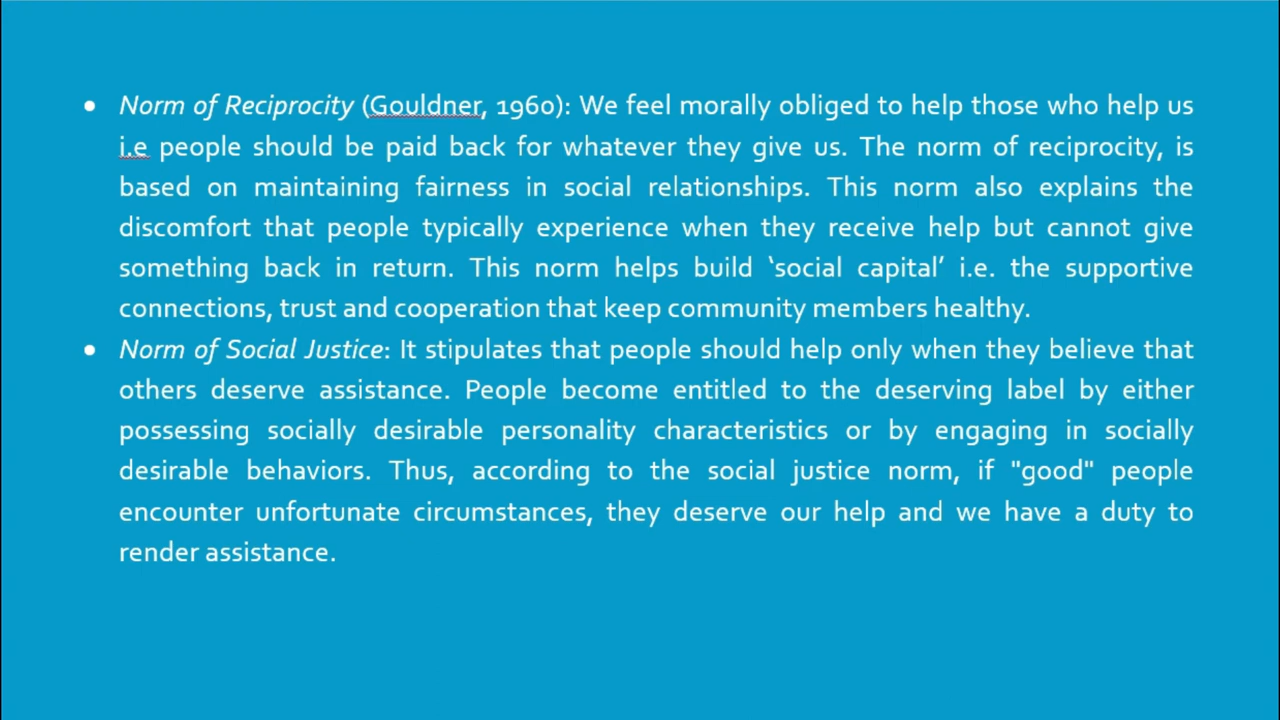 • Norm of Reciprocity (Gouldner, 1960): We feel morally obliged to help those who help us
i.e people should be paid back for whatever they give us. The norm of reciprocity, is
based on maintaining fairness in social relationships. This norm also explains the
discomfort that people typically experience when they receive help but cannot give
something back in return. This norm helps build ‘social capital’ i.e. the supportive
connections, trust and cooperation that keep community members healthy.
• Norm of Social Justice: It stipulates that people should help only when they believe that
others deserve assistance. People become entitled to the deserving label by either
possessing socially desirable personality characteristics or by engaging in socially
desirable behaviors. Thus, according to the social justice norm, if "good" people
encounter unfortunate circumstances, they deserve our help and we have a duty to
render assistance.